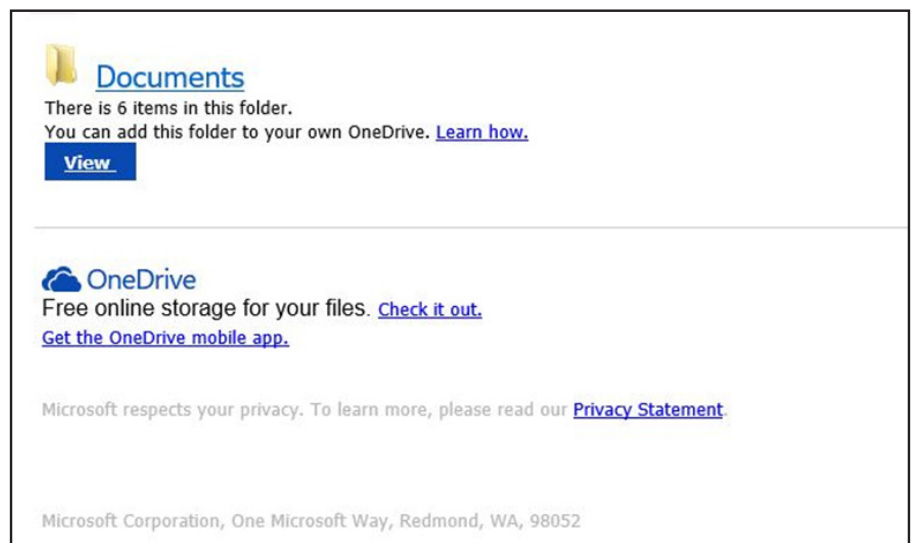 Documents
There is 6 items in this folder.
You can add this folder to your own OneDrive. Learn how.
View
OneDrive
Free online storage for your files. Check it out.
Get the OneDrive mobile app.
Microsoft respects your privacy. To learn more, please read our Privacy Statement.
Microsoft Corporation, One Microsoft Way, Redmond, WA, 98052